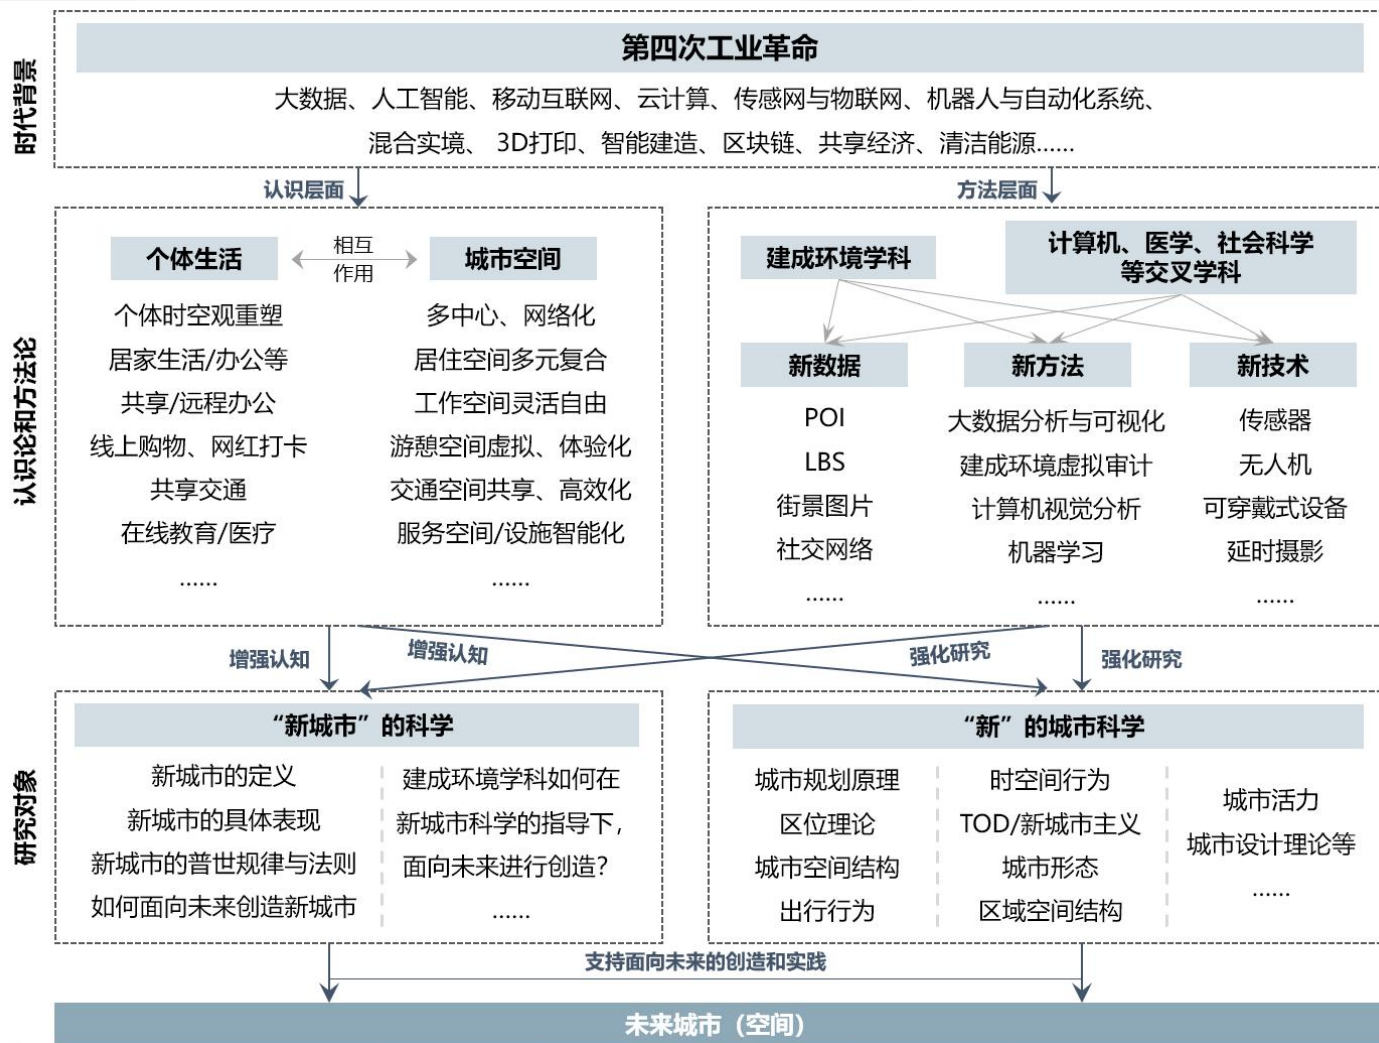 时代背景
第四次工业革命
大数据、人工智能、移动互联网、云计算、传感网与物联网、机器人与自动化系统、
混合实境、 3D打印、智能建造、区块链、共享经济、清洁能源......
认识层面
方法层面
认识论和方法论
个体生活
相互
作用
城市空间
个体时空观重塑
居家生活/办公等
共享/远程办公
线上购物、网红打卡
共享交通
在线教育/医疗
......
多中心、网络化
居住空间多元复合
工作空间灵活自由
游憩空间虚拟、体验化
交通空间共享、高效化
服务空间/设施智能化
......
建成环境学科
计算机、医学、社会科学
等交叉学科
新数据
POI
LBS
街景图片
社交网络
......
新方法
大数据分析与可视化
建成环境虚拟审计
计算机视觉分析
机器学习
......
新技术
传感器
无人机
可穿戴式设备
延时摄影
......
增强认知
增强认知
强化研究
强化研究
研究对象
“新城市”的科学
新城市的定义
新城市的具体表现
新城市的普世规律与法则
如何面向未来创造新城市
建成环境学科如何在
新城市科学的指导下，
面向未来进行创造？
......
“新”的城市科学
城市规划原理
区位理论
城市空间结构
出行行为
时空间行为
TOD/新城市主义
城市形态
区域空间结构
城市活力
城市设计理论等
......
支持面向未来的创造和实践
未来城市（空间）